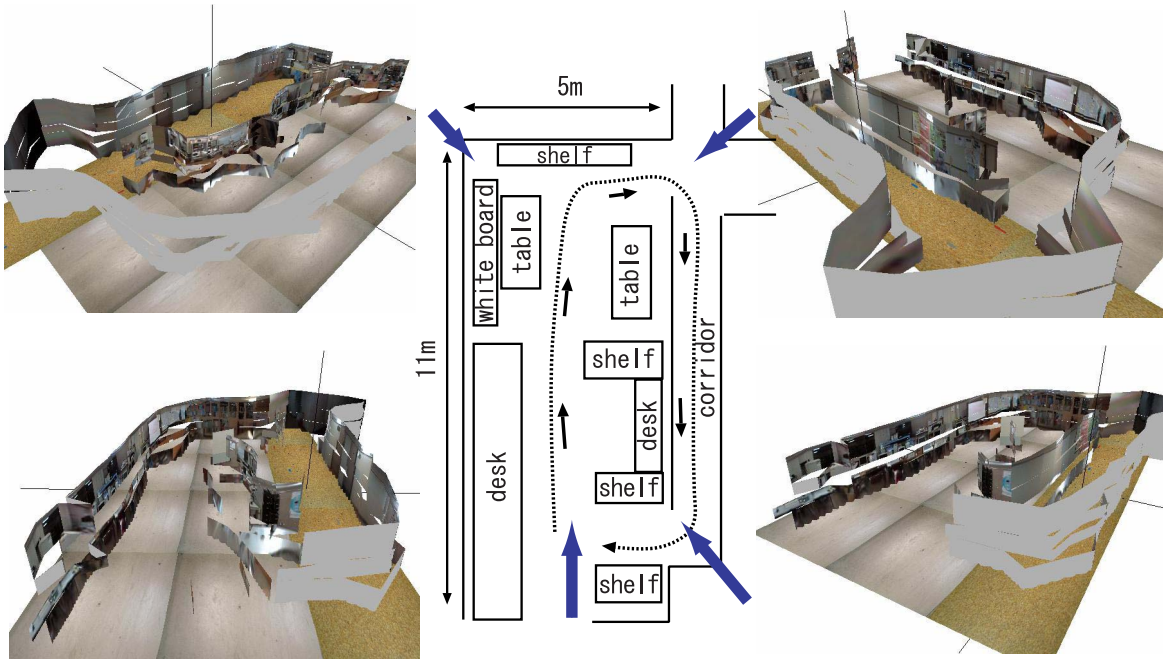 5m
shelf
white board
table
table
11m
shelf
corridor
desk
desk
shelf
shelf